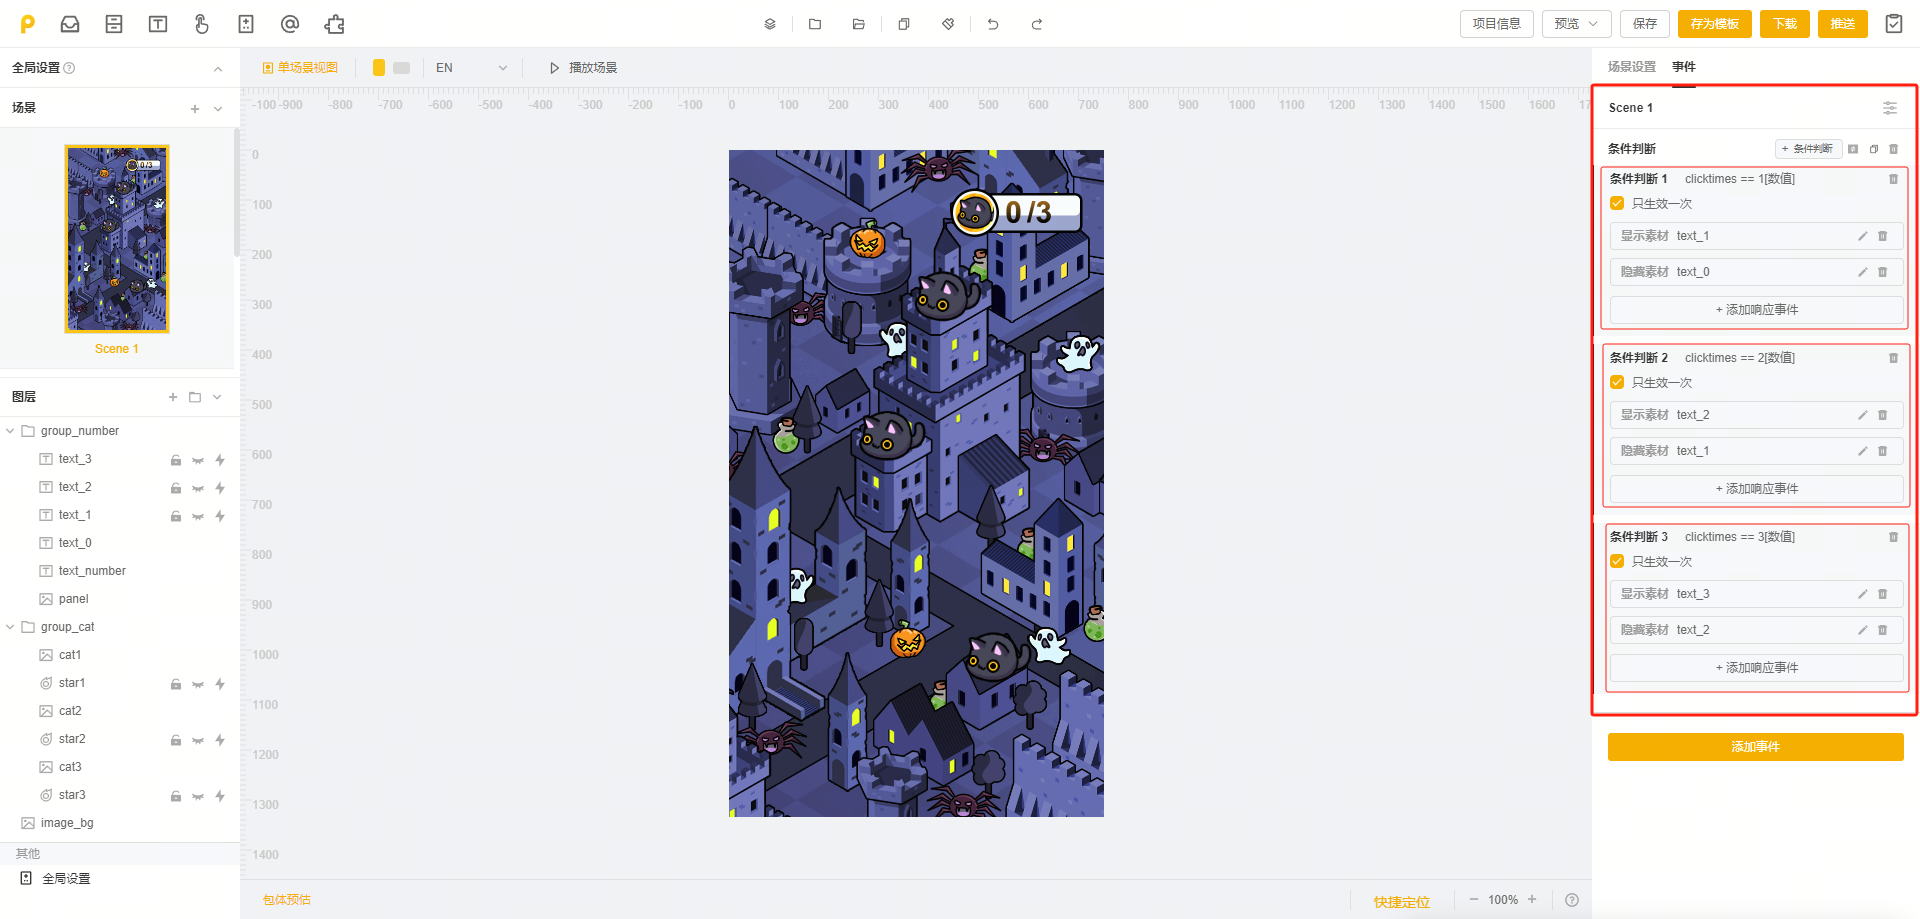 项目信息
预览
保存
存为模板
下载
推送
全局设置
场景
Scene 1
图层
group_number
text_3
text_2
text_1
text_0
text_number
panel
group_cat
cat1
star1
cat2
star2
cat3
star3
image_bg
其他
全局设置
单场景视图
EN
播放场景
-100 -900 -800 -700 -600 -500 -400 -300 -200 -100 0 100 200 300 400 500 600 700 800 900 1000 1100 1200 1300 1400 1500 1600 17
0
100
200
300
400
500
600
700
800
900
1000
1100
1200
1300
1400
0/3
包体预估
快捷定位
100%
场景设置 事件
Scene 1
条件判断
+ 条件判断
条件判断 1 clicktimes == 1[数值]
只生效一次
显示素材 text_1
隐藏素材 text_0
+ 添加响应事件
条件判断 2 clicktimes == 2[数值]
只生效一次
显示素材 text_2
隐藏素材 text_1
+ 添加响应事件
条件判断 3 clicktimes == 3[数值]
只生效一次
显示素材 text_3
隐藏素材 text_2
+ 添加响应事件
添加事件